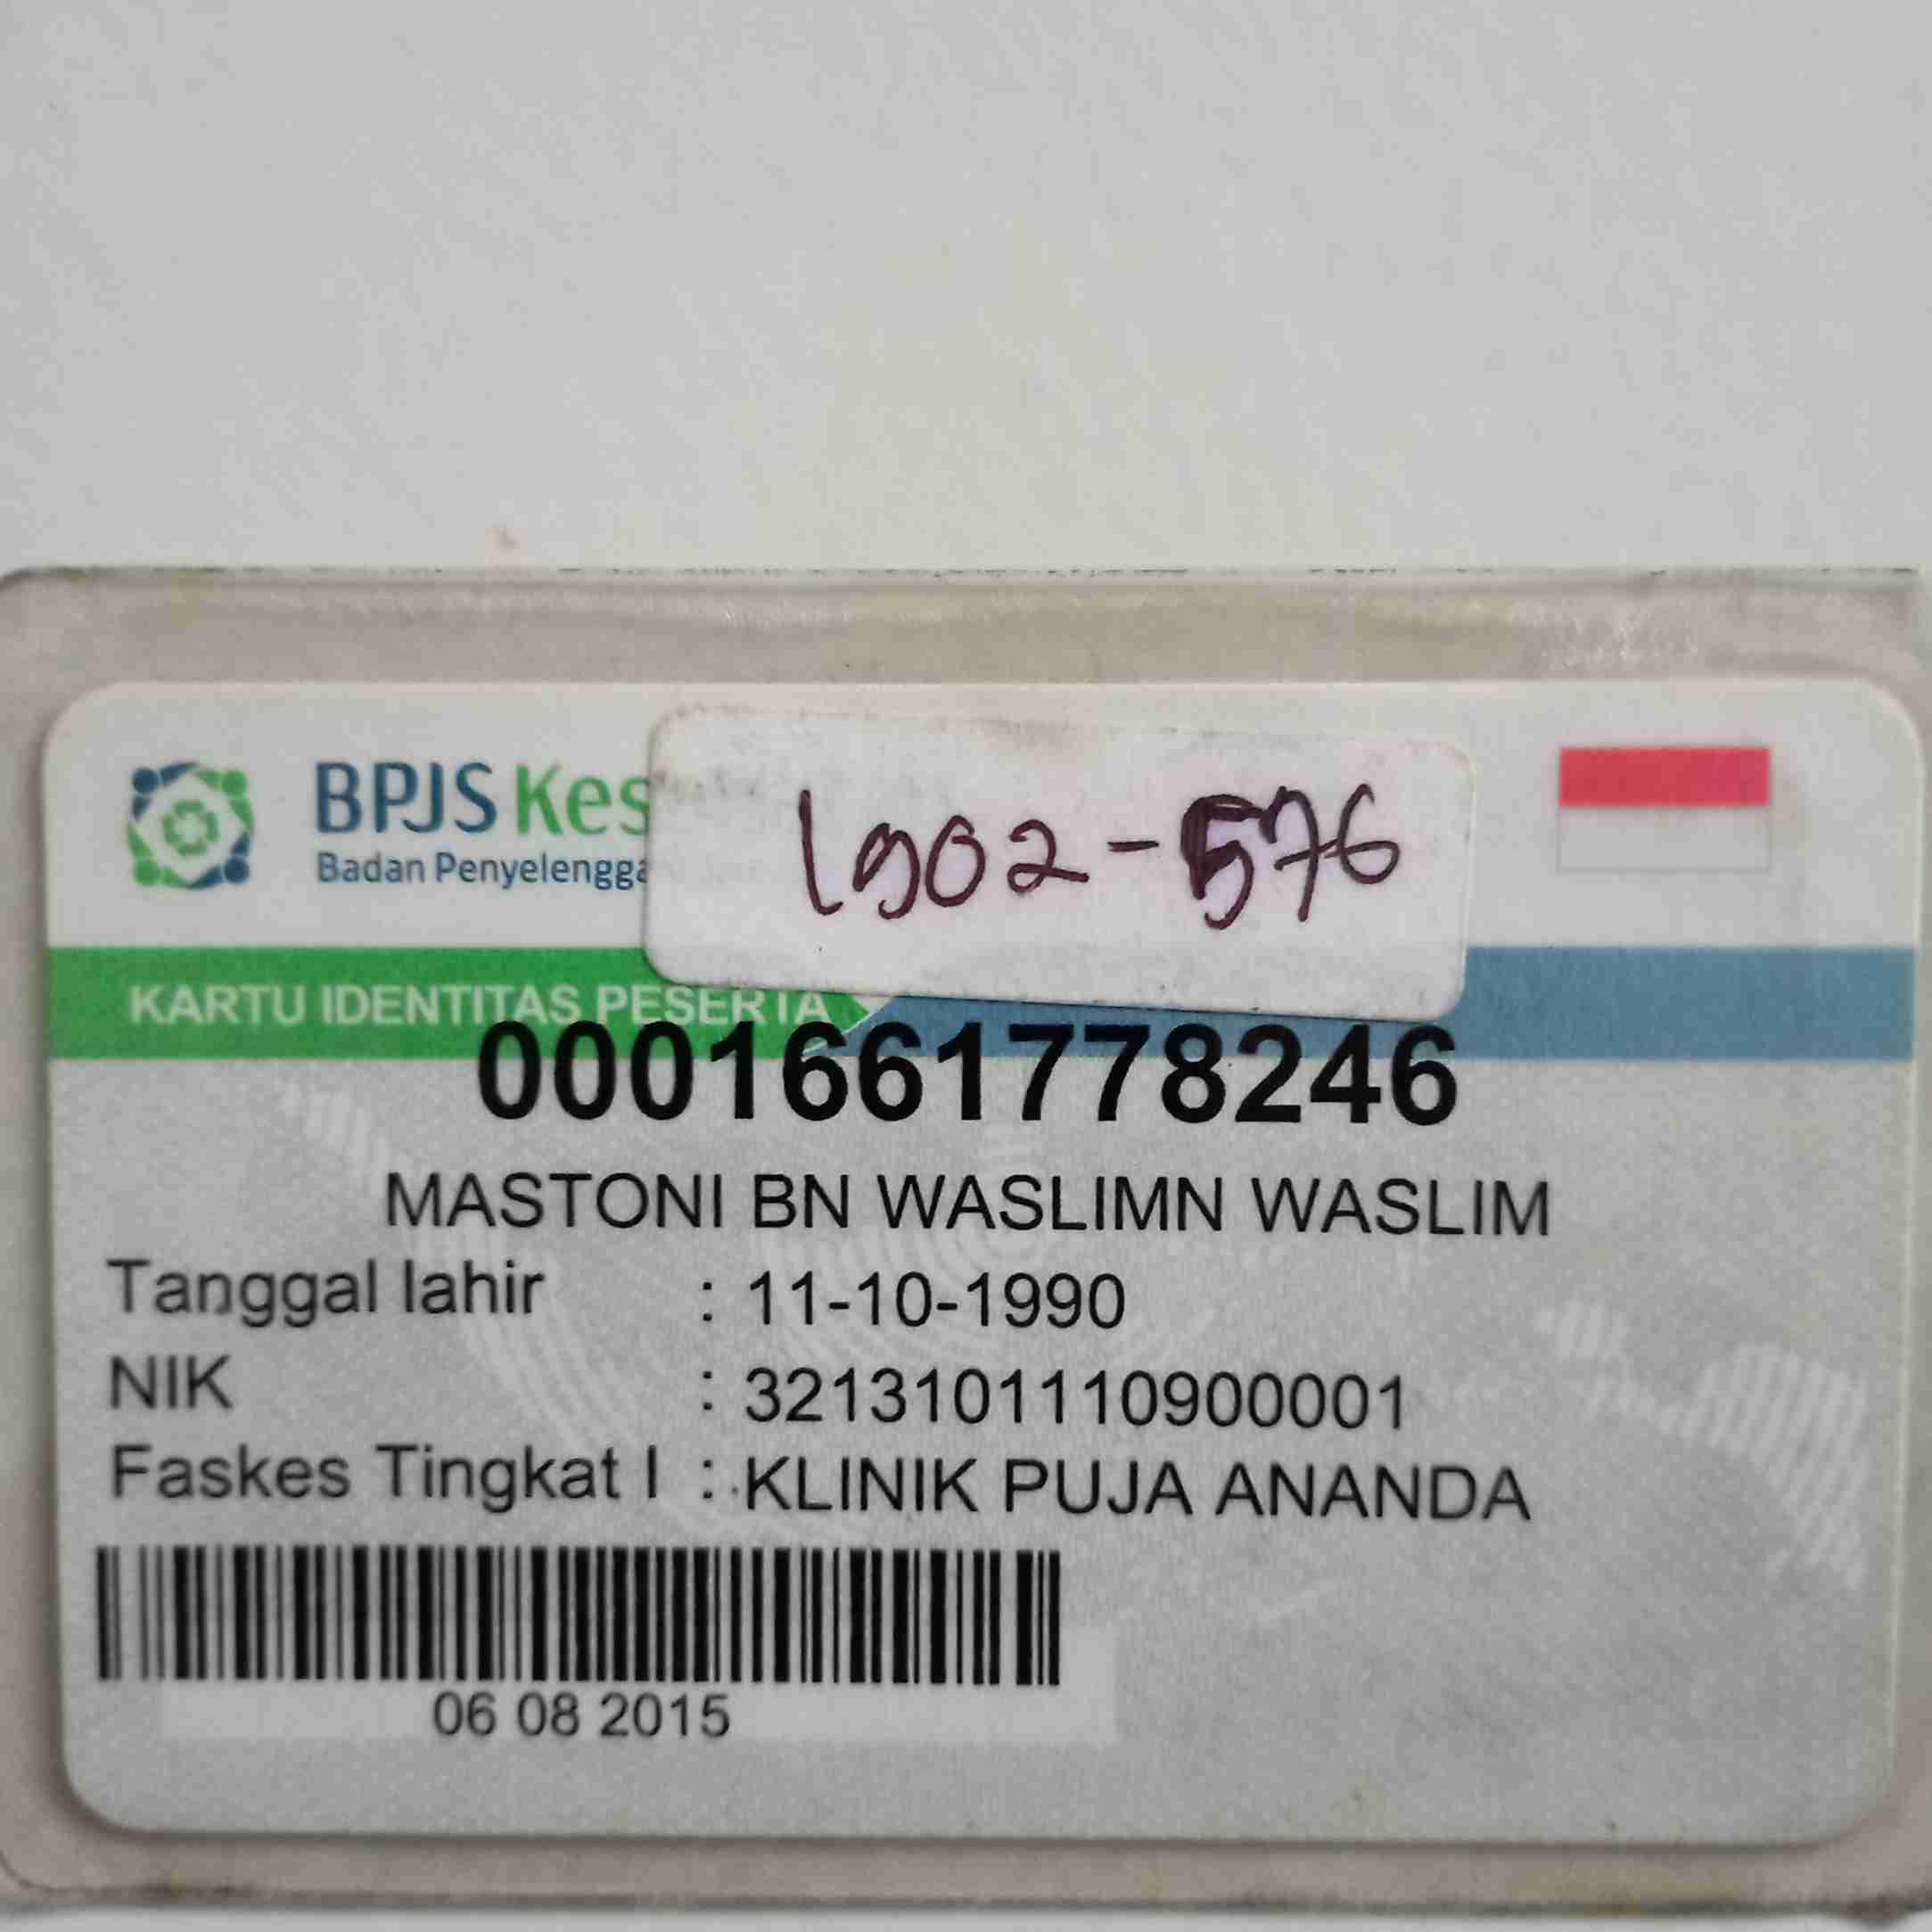 BPJS Kes
Badan Penyelengga
1902-576
KARTU IDENTITAS PESERTA
0001661778246
MASTONI BN WASLIMN WASLIM
Tanggal lahir : 11-10-1990
NIK : 3213101110900001
Faskes Tingkat I : KLINIK PUJA ANANDA
06 08 2015